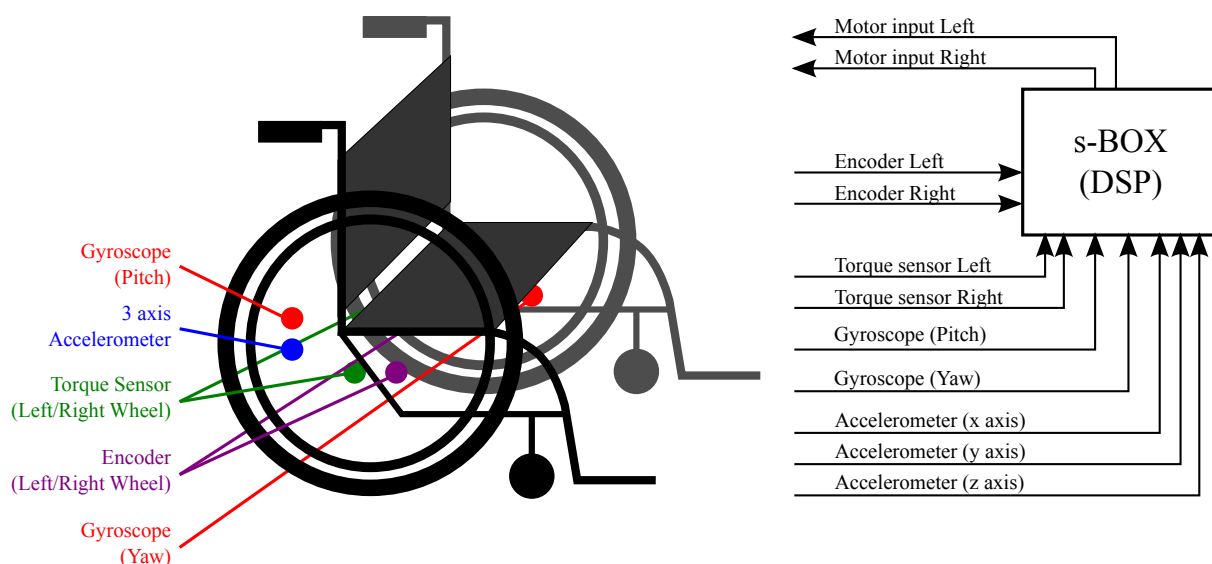 Gyroscope
(Pitch)
3 axis
Accelerometer
Torque Sensor
(Left/Right Wheel)
Encoder
(Left/Right Wheel)
Gyroscope
(Yaw)
Motor input Left
Motor input Right
s-BOX
(DSP)
Encoder Left
Encoder Right
Torque sensor Left
Torque sensor Right
Gyroscope (Pitch)
Gyroscope (Yaw)
Accelerometer (x axis)
Accelerometer (y axis)
Accelerometer (z axis)